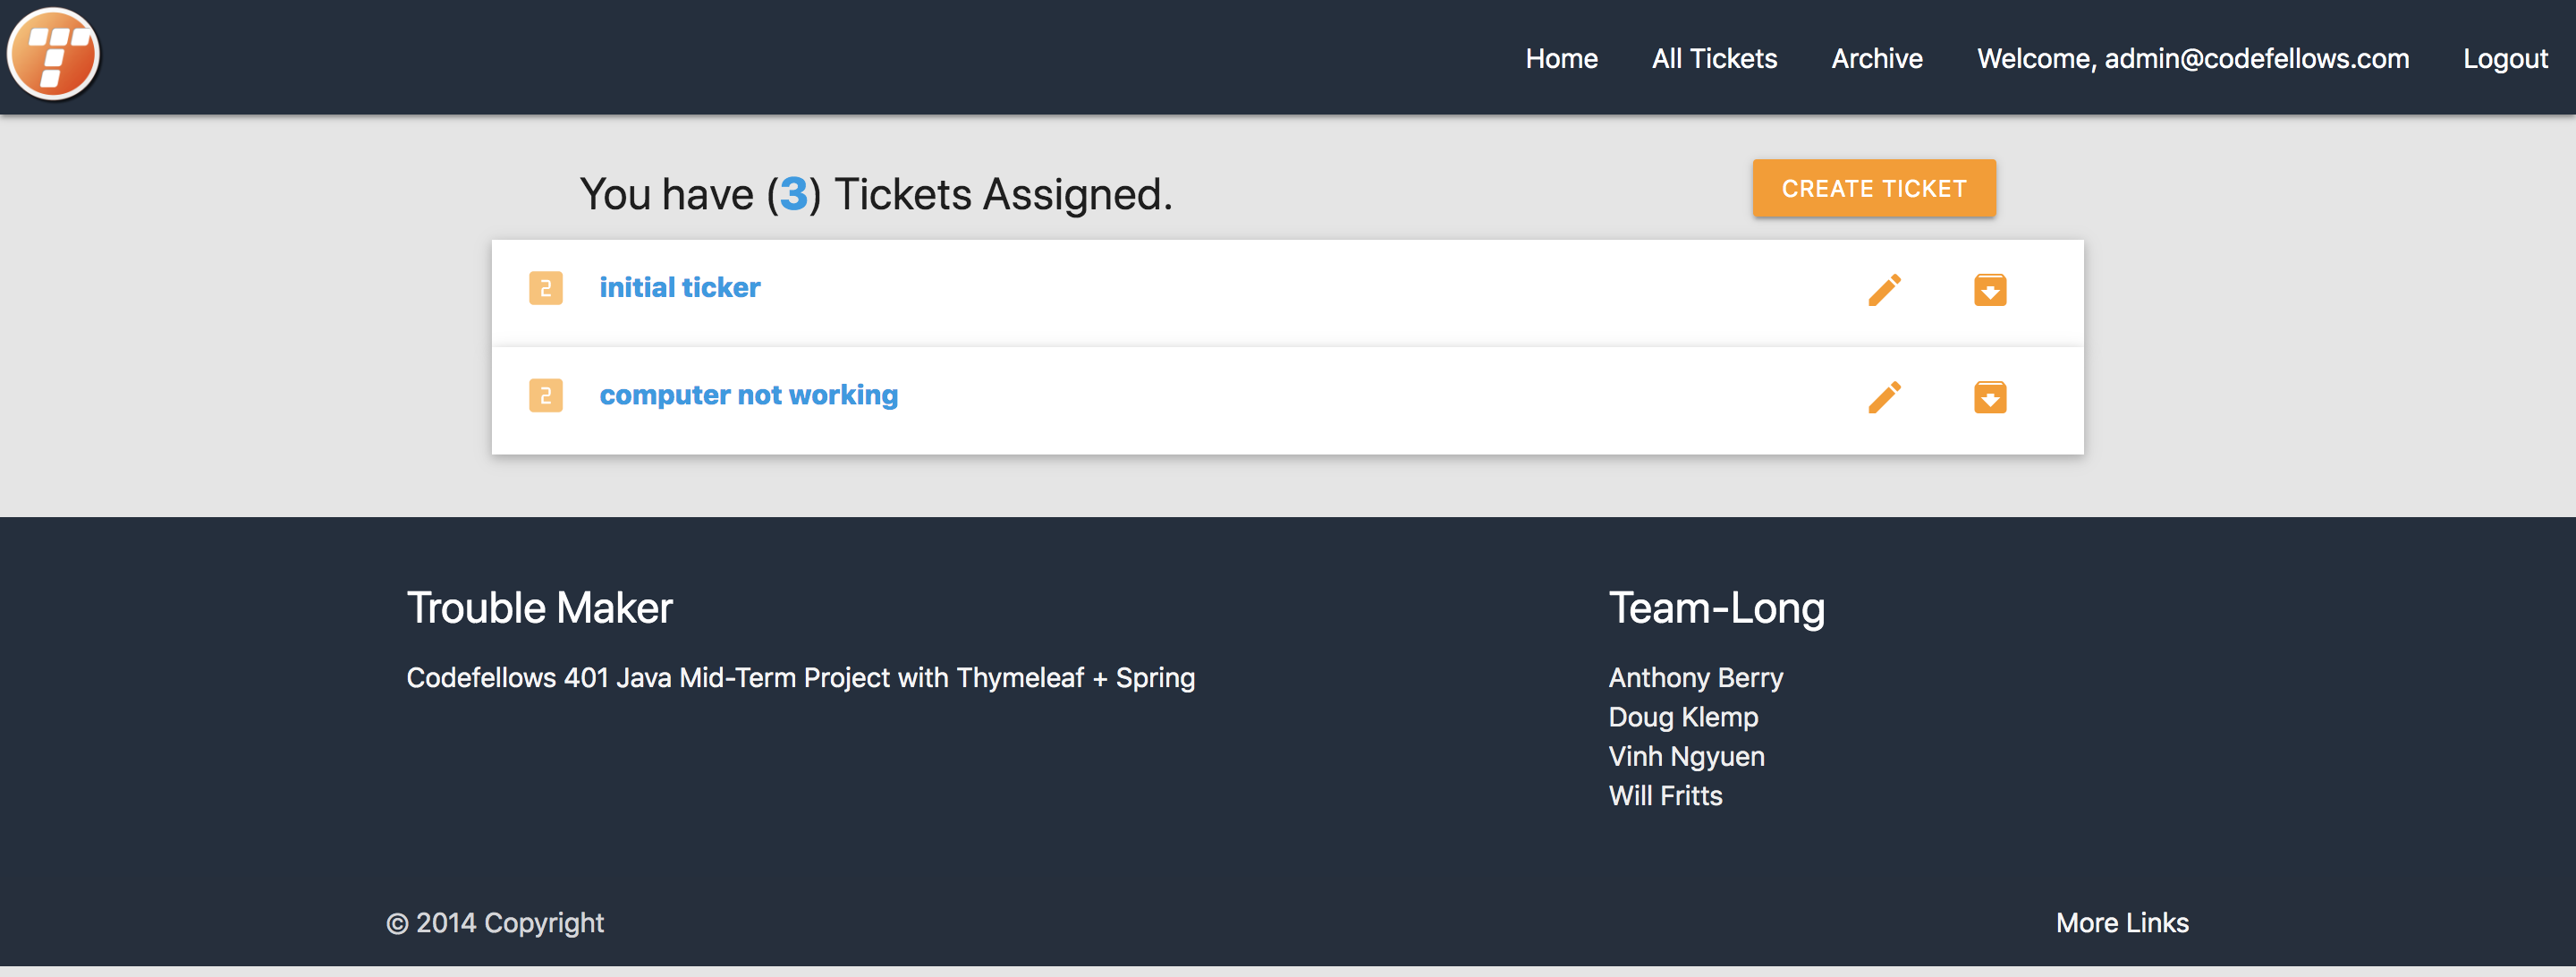 T
Home All Tickets Archive Welcome, admin@codefellows.com Logout
You have (3) Tickets Assigned.
CREATE TICKET
2 initial ticker
2 computer not working
Trouble Maker
Codefellows 401 Java Mid-Term Project with Thymeleaf + Spring
Team-Long
Anthony Berry
Doug Klemp
Vinh Ngyuen
Will Fritts
© 2014 Copyright
More Links